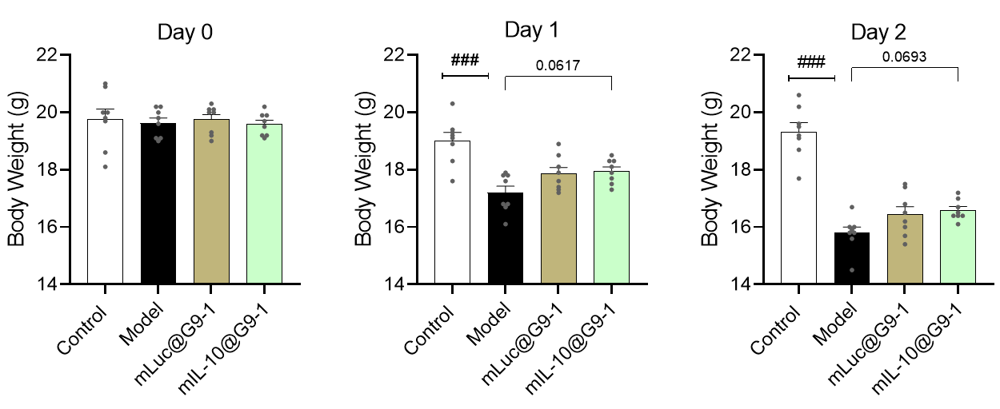 Day 0
Body Weight (g)
22
20
18
16
14
Control
Model
mLuc@G9-1
mIL-10@G9-1
Day 1
Body Weight (g)
22
20
18
16
14
###
0.0617
Control
Model
mLuc@G9-1
mIL-10@G9-1
Day 2
Body Weight (g)
22
20
18
16
14
###
0.0693
Control
Model
mLuc@G9-1
mIL-10@G9-1